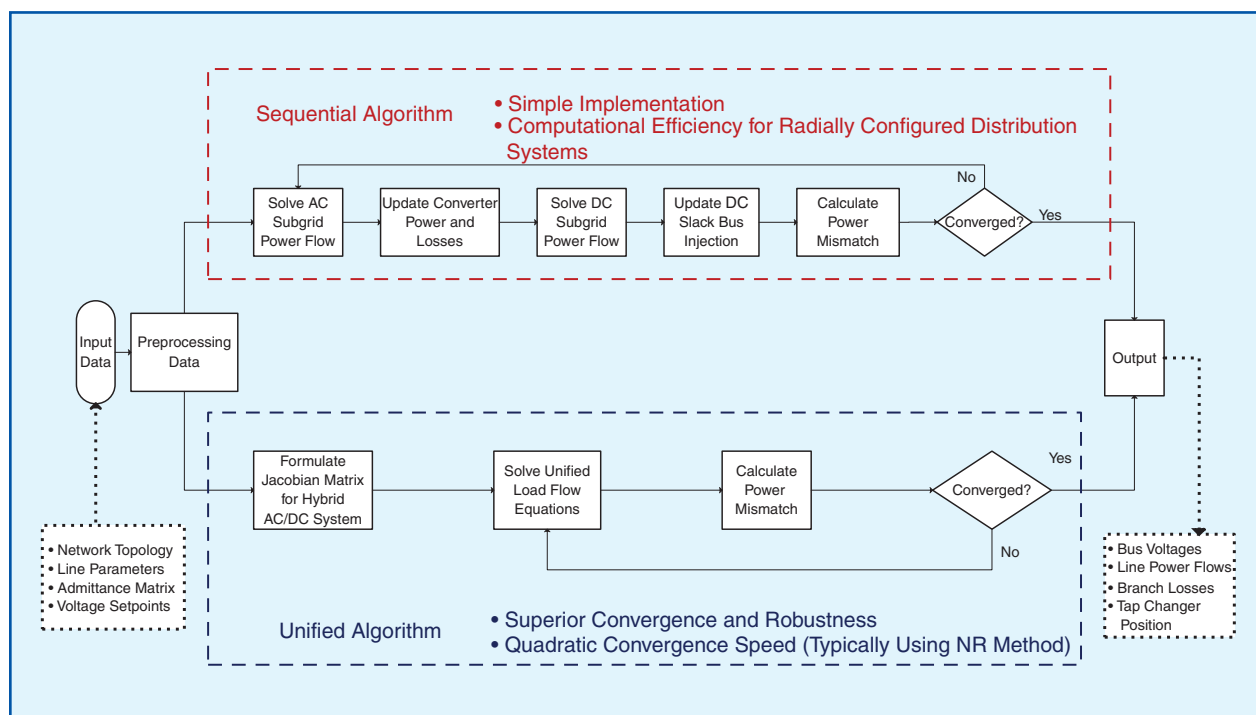 Sequential Algorithm
• Simple Implementation
• Computational Efficiency for Radially Configured Distribution
Systems
No
Solve AC
Subgrid
Power Flow
Update Converter
Power and
Losses
Solve DC
Subgrid
Power Flow
Update DC
Slack Bus
Injection
Calculate
Power
Mismatch
Converged?
Yes
Input
Data
Preprocessing
Data
Output
Formulate
Jacobian Matrix
for Hybrid
AC/DC System
Solve Unified
Load Flow
Equations
Calculate
Power
Mismatch
Converged?
Yes
No
• Network Topology
• Line Parameters
• Admittance Matrix
• Voltage Setpoints
• Bus Voltages
• Line Power Flows
• Branch Losses
• Tap Changer
Position
Unified Algorithm
• Superior Convergence and Robustness
• Quadratic Convergence Speed (Typically Using NR Method)